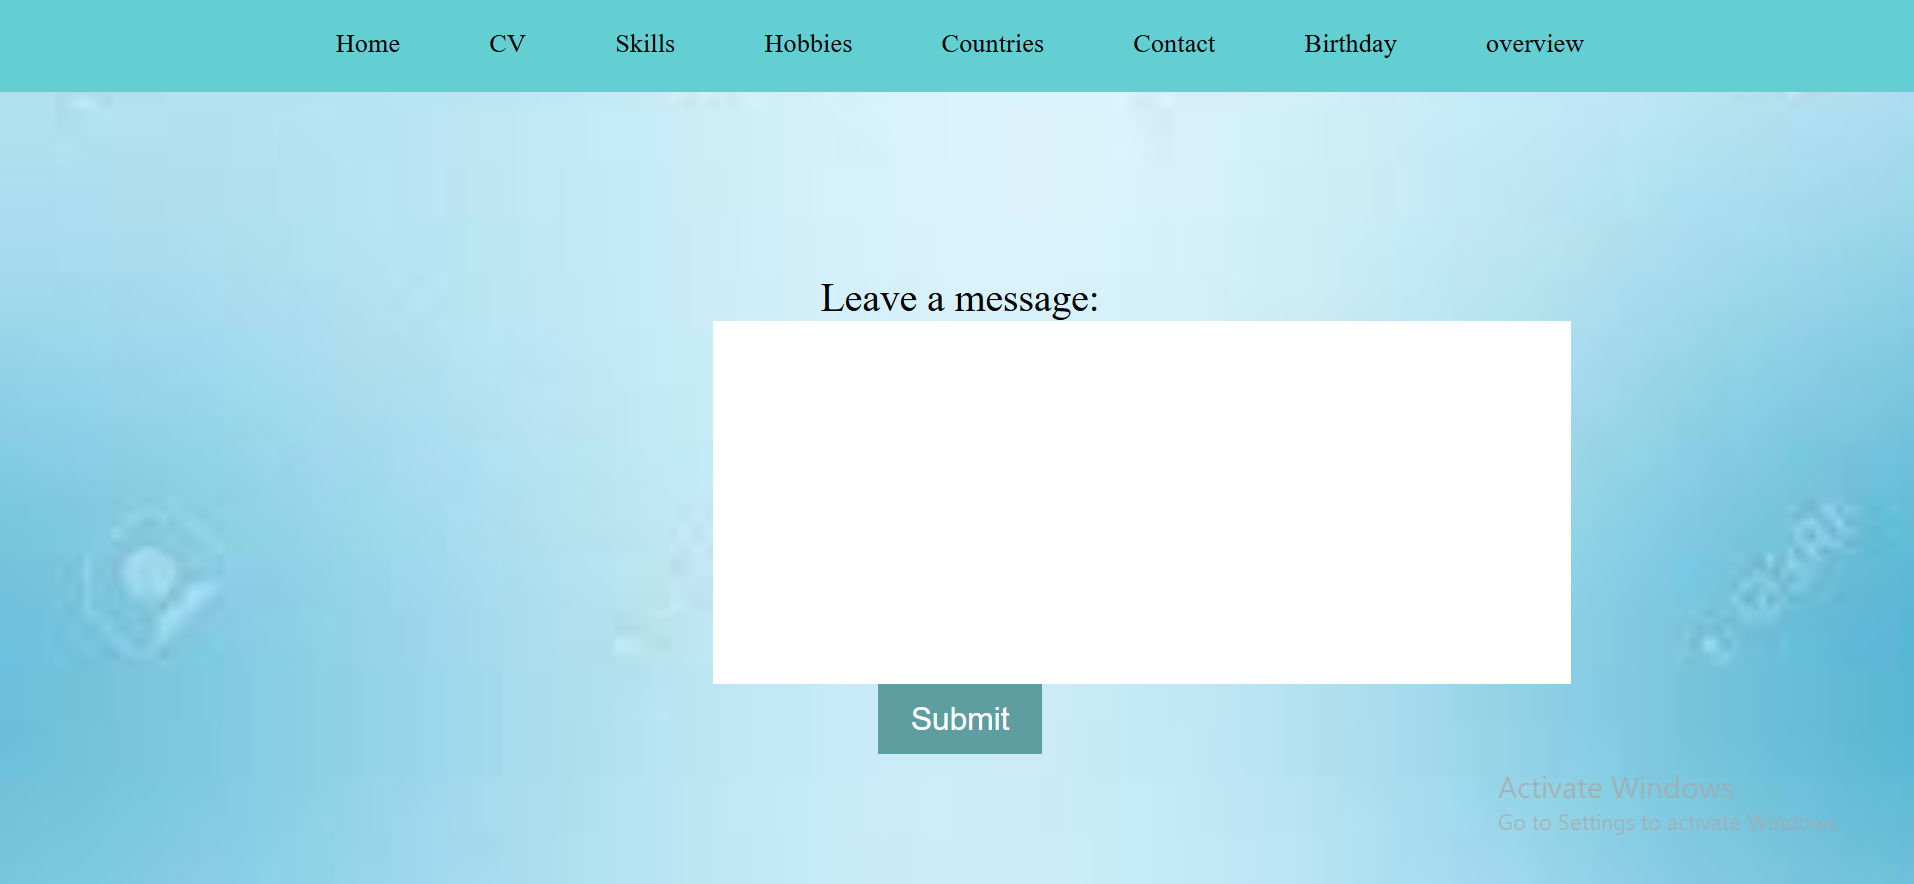 Home CV Skills Hobbies Countries Contact Birthday overview
Leave a message:
Submit
Activate Windows
Go to Settings to activate Windows.